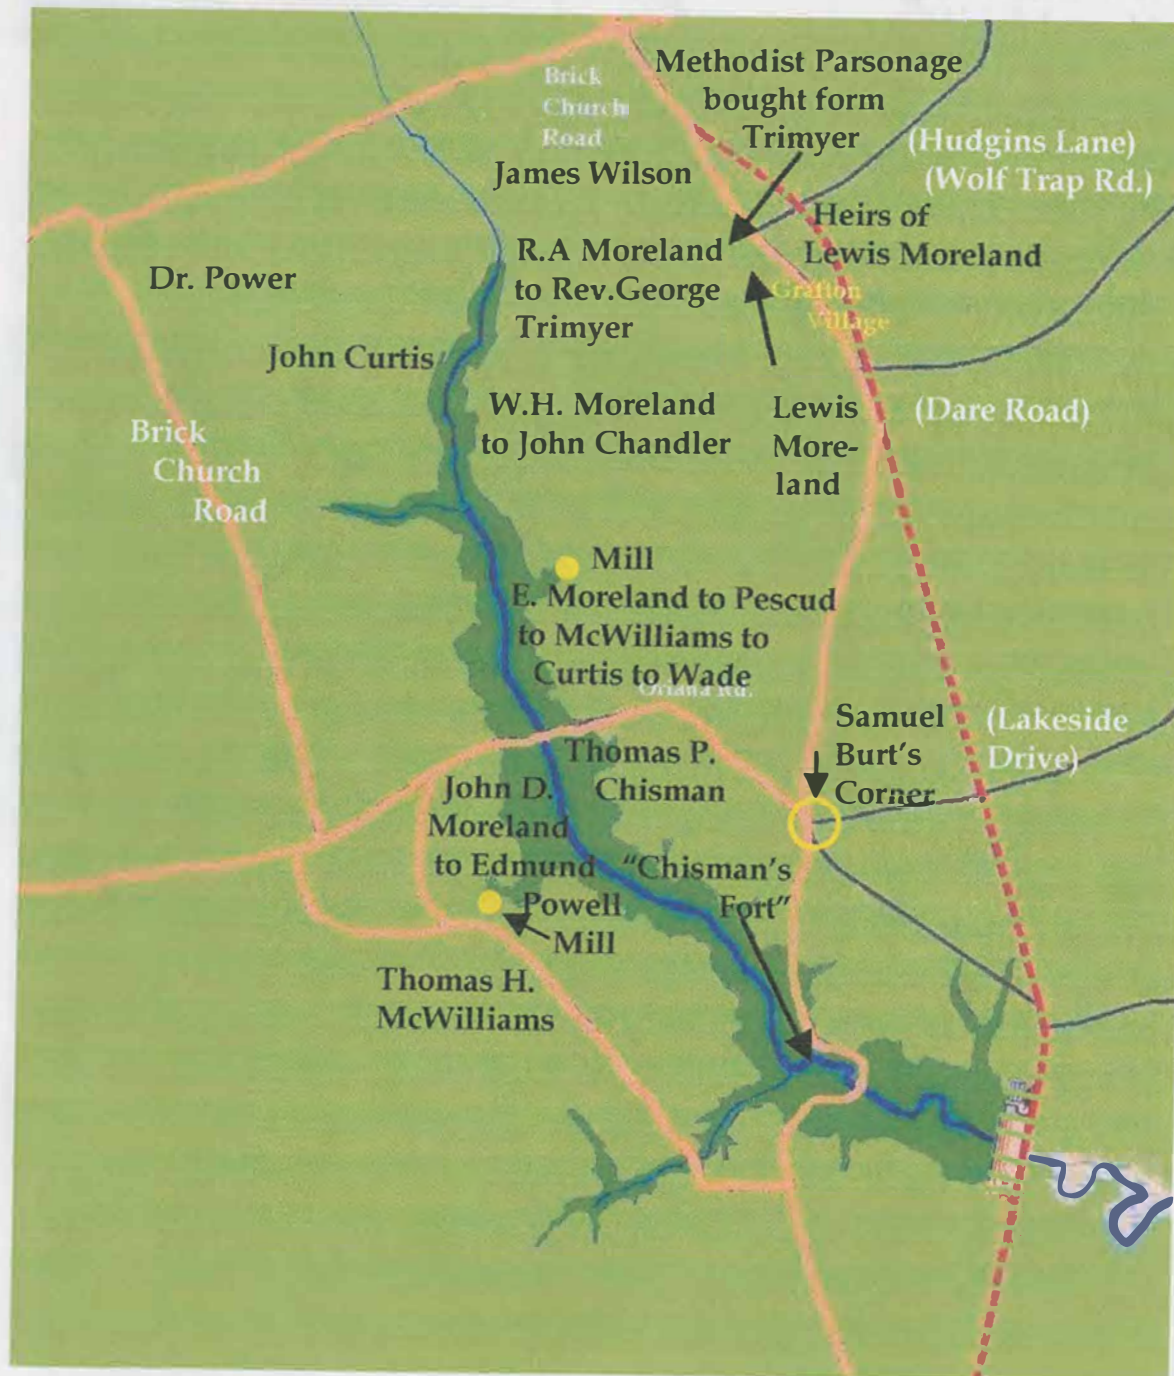 Methodist Parsonage
bought form
Trimyer
Brick
Church
Road
(Hudgins Lane)
(Wolf Trap Rd.)
James Wilson
Heirs of
Lewis Moreland
R.A Moreland
to Rev.George
Trimyer
Dr. Power
Grafton
Village
John Curtis
W.H. Moreland
to John Chandler
Lewis
More-
land
(Dare Road)
Brick
Church
Road
Mill
E. Moreland to Pescud
to McWilliams to
Curtis to Wade
Oriana Rd.
Samuel
Burt's
Corner
(Lakeside
Drive)
Thomas P.
Chisman
John D.
Moreland
to Edmund
Powell
"Chisman's
Fort"
Mill
Thomas H.
McWilliams